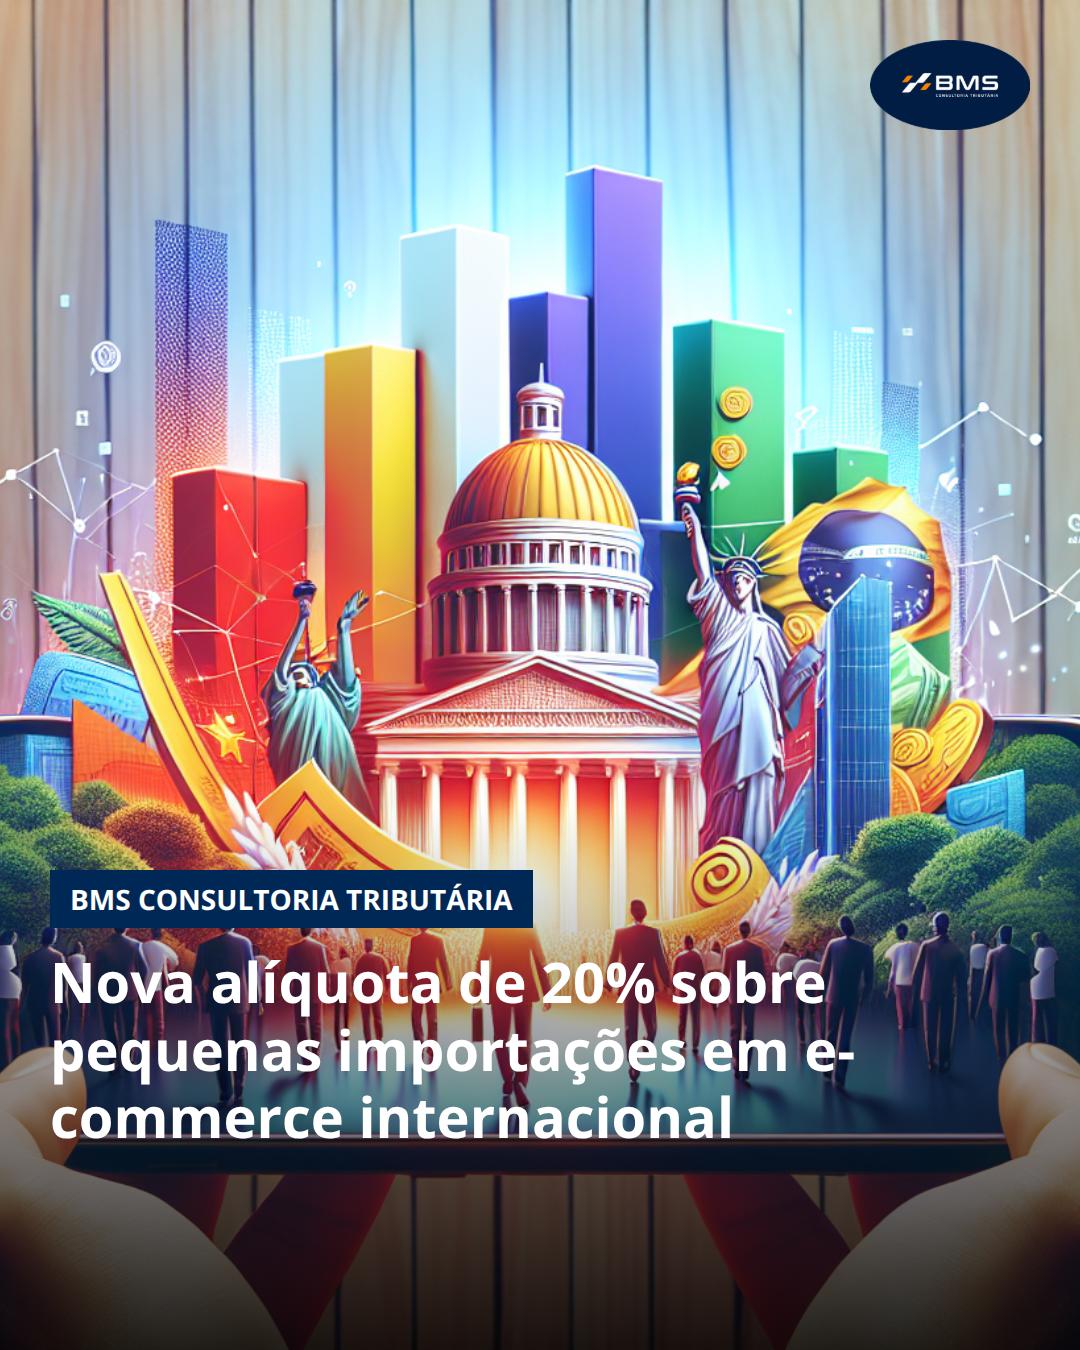 BMS
CONSULTORIA TRIBUTÁRIA
BMS CONSULTORIA TRIBUTÁRIA
Nova alíquota de 20% sobre
pequenas importações em e-
commerce internacional